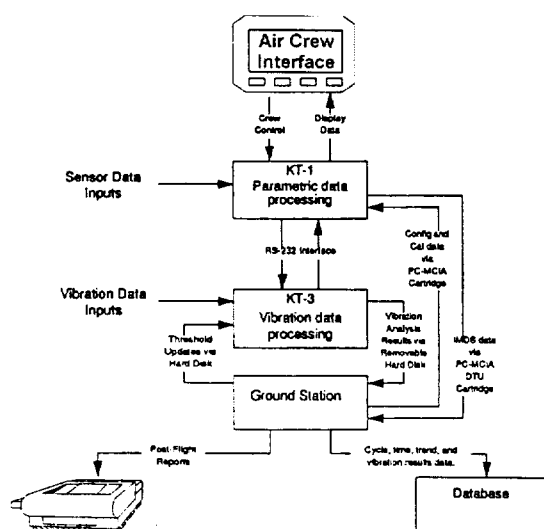 Air Crew
Interface
Crew
Control
Display
Data
KT-1
Parametric data
processing
Sensor Data
Inputs
RS-232 Interface
Config and
Cal data
via
PC-MCIA
Cartridge
KT-3
Vibration data
processing
Vibration Data
Inputs
Threshold
Updates via
Hard Disk
Vibration
Analysis
Results via
Removable
Hard Disk
IMDS data
via
PC-MCIA
DTU
Cartridge
Ground Station
Post-Flight
Reports
Cycle, time, trend, and
vibration results data.
Database